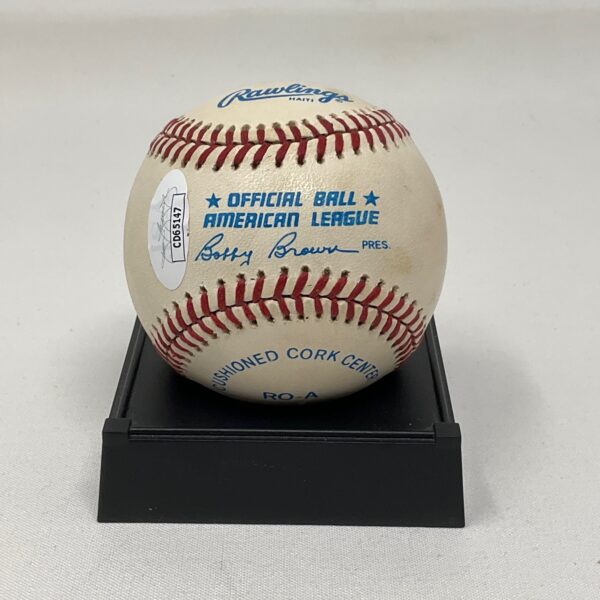 Rawlings ®
HAITI
★ OFFICIAL BALL ★
AMERICAN LEAGUE
Bobby Brown PRES.
CUSHIONED CORK CENTER
RO-A
CD65147